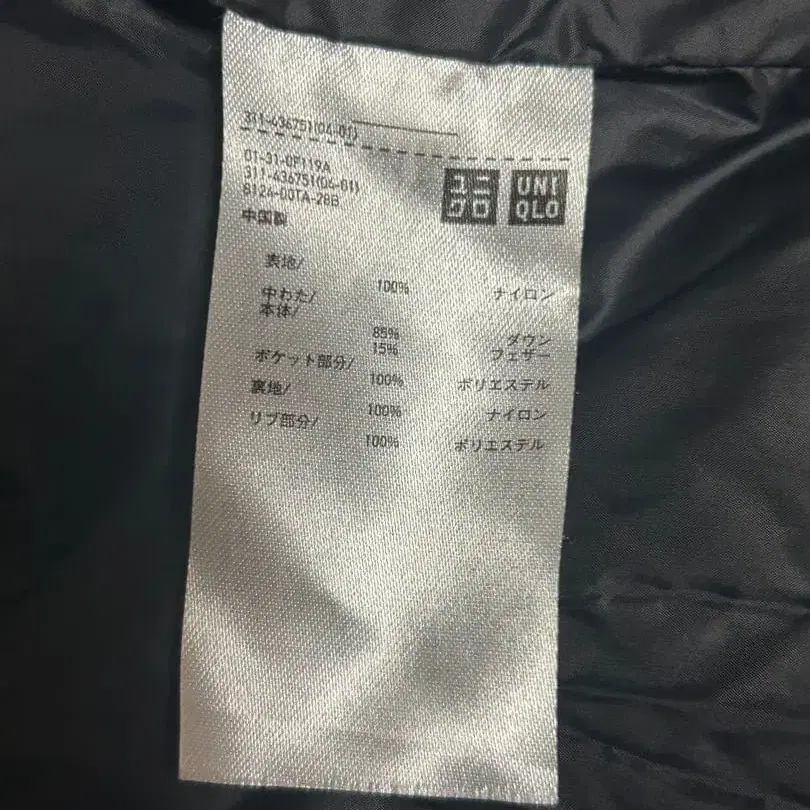 311-436751(04-01)
01-31-0F119A
311-436751(04-01)
8124-00TA-28B
中国製
ユニクロ
UNIQLO
表地/
100% ナイロン
中わた/
本体/
85% ダウン
15% フェザー
ポケット部分/
100% ポリエステル
裏地/
100% ナイロン
リブ部分/
100% ポリエステル